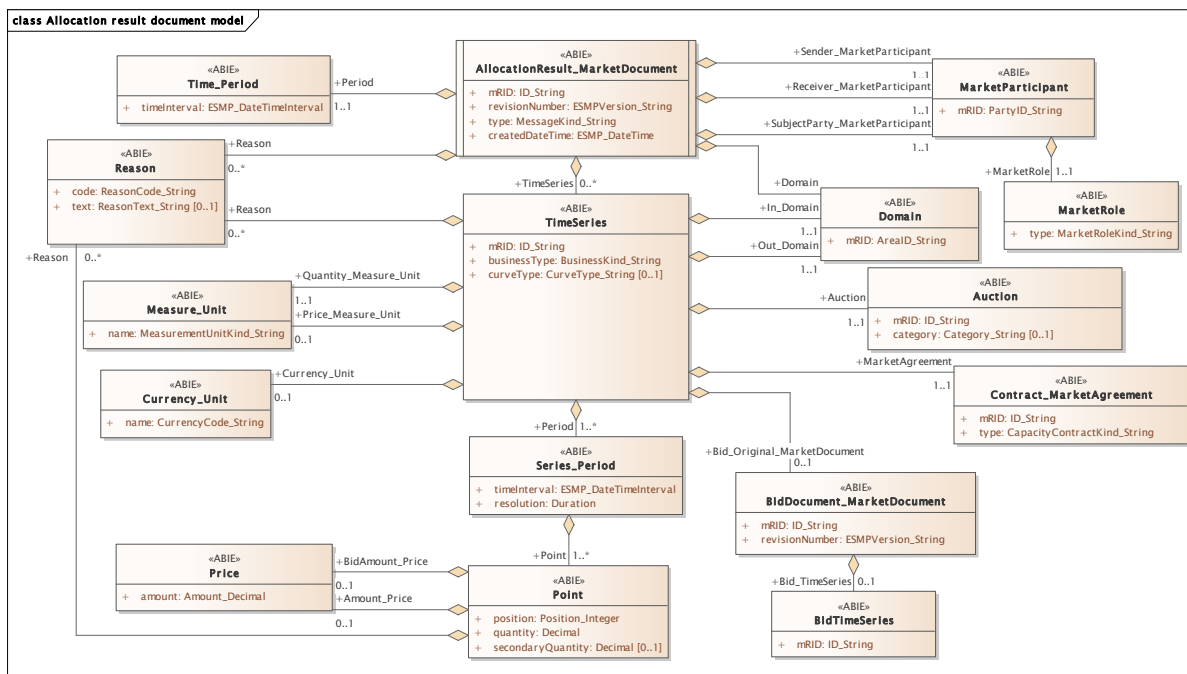 class Allocation result document model
«ABIE»
Time_Period
+ timeInterval: ESMP_DateTimeInterval
+Period
1..1
«ABIE»
AllocationResult_MarketDocument
+ mRID: ID_String
+ revisionNumber: ESMPVersion_String
+ type: MessageKind_String
+ createdDateTime: ESMP_DateTime
+Sender_MarketParticipant
1..1
+Receiver_MarketParticipant
1..1
+SubjectParty_MarketParticipant
1..1
«ABIE»
MarketParticipant
+ mRID: PartyID_String
+MarketRole
1..1
«ABIE»
MarketRole
+ type: MarketRoleKind_String
«ABIE»
Reason
+ code: ReasonCode_String
+ text: ReasonText_String [0..1]
+Reason
0..*
+Reason
0..*
+Reason
0..*
+TimeSeries
0..*
«ABIE»
TimeSeries
+ mRID: ID_String
+ businessType: BusinessKind_String
+ curveType: CurveType_String [0..1]
+Domain
+In_Domain
1..1
+Out_Domain
1..1
«ABIE»
Domain
+ mRID: AreaID_String
+Quantity_Measure_Unit
1..1
+Price_Measure_Unit
0..1
«ABIE»
Measure_Unit
+ name: MeasurementUnitKind_String
+Auction
1..1
«ABIE»
Auction
+ mRID: ID_String
+ category: Category_String [0..1]
+Currency_Unit
0..1
«ABIE»
Currency_Unit
+ name: CurrencyCode_String
+MarketAgreement
1..1
«ABIE»
Contract_MarketAgreement
+ mRID: ID_String
+ type: CapacityContractKind_String
+Period
1..*
«ABIE»
Series_Period
+ timeInterval: ESMP_DateTimeInterval
+ resolution: Duration
+Bid_Original_MarketDocument
0..1
«ABIE»
BidDocument_MarketDocument
+ mRID: ID_String
+ revisionNumber: ESMPVersion_String
+Point
1..*
«ABIE»
Price
+ amount: Amount_Decimal
+BidAmount_Price
0..1
+Amount_Price
0..1
«ABIE»
Point
+ position: Position_Integer
+ quantity: Decimal
+ secondaryQuantity: Decimal [0..1]
+Bid_TimeSeries
0..1
«ABIE»
BidTimeSeries
+ mRID: ID_String